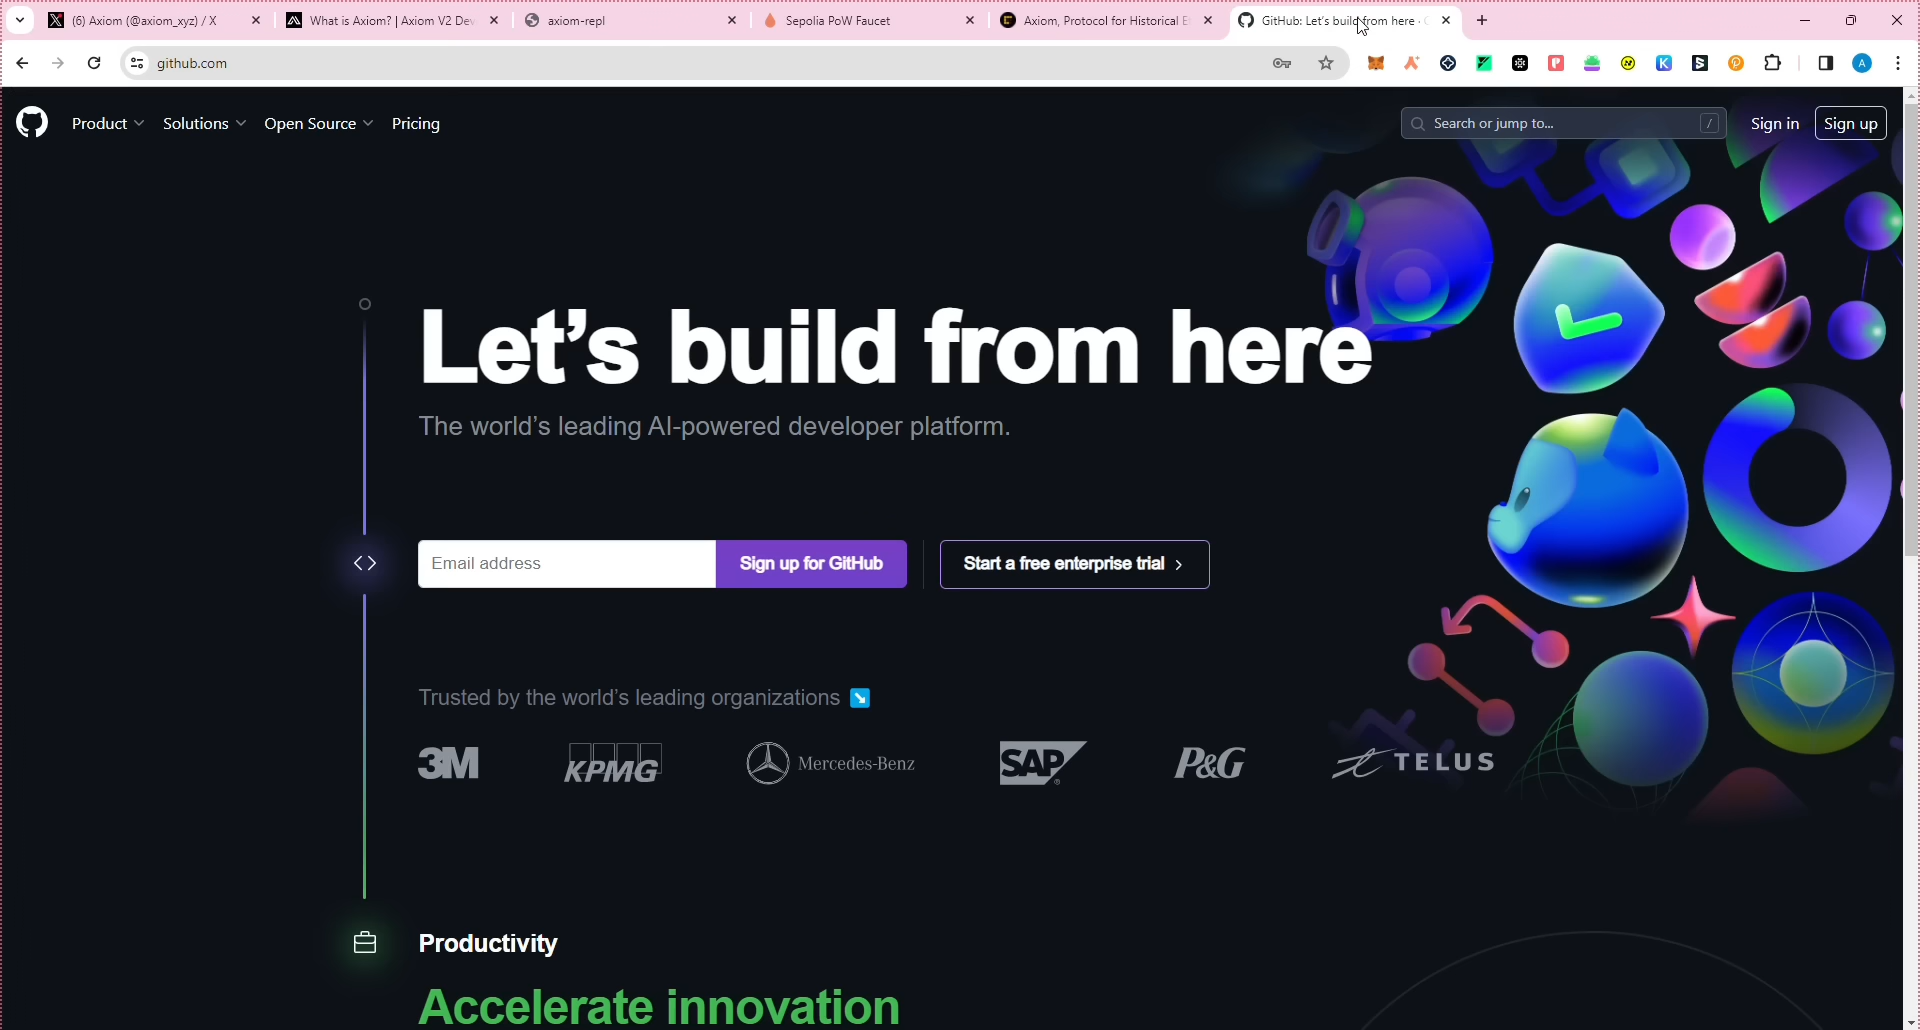 (6) Axiom (@axiom_xyz) / X
What is Axiom? | Axiom V2 Dev
axiom-repl
Sepolia PoW Faucet
Axiom, Protocol for Historical E
GitHub: Let's build from here ·
github.com
A
Product
Solutions
Open Source
Pricing
Search or jump to...
/
Sign in
Sign up
Let’s build from here
The world’s leading AI-powered developer platform.
Email address
Sign up for GitHub
Start a free enterprise trial
Trusted by the world’s leading organizations
3M
KPMG
Mercedes-Benz
SAP
P&G
TELUS
Productivity
Accelerate innovation